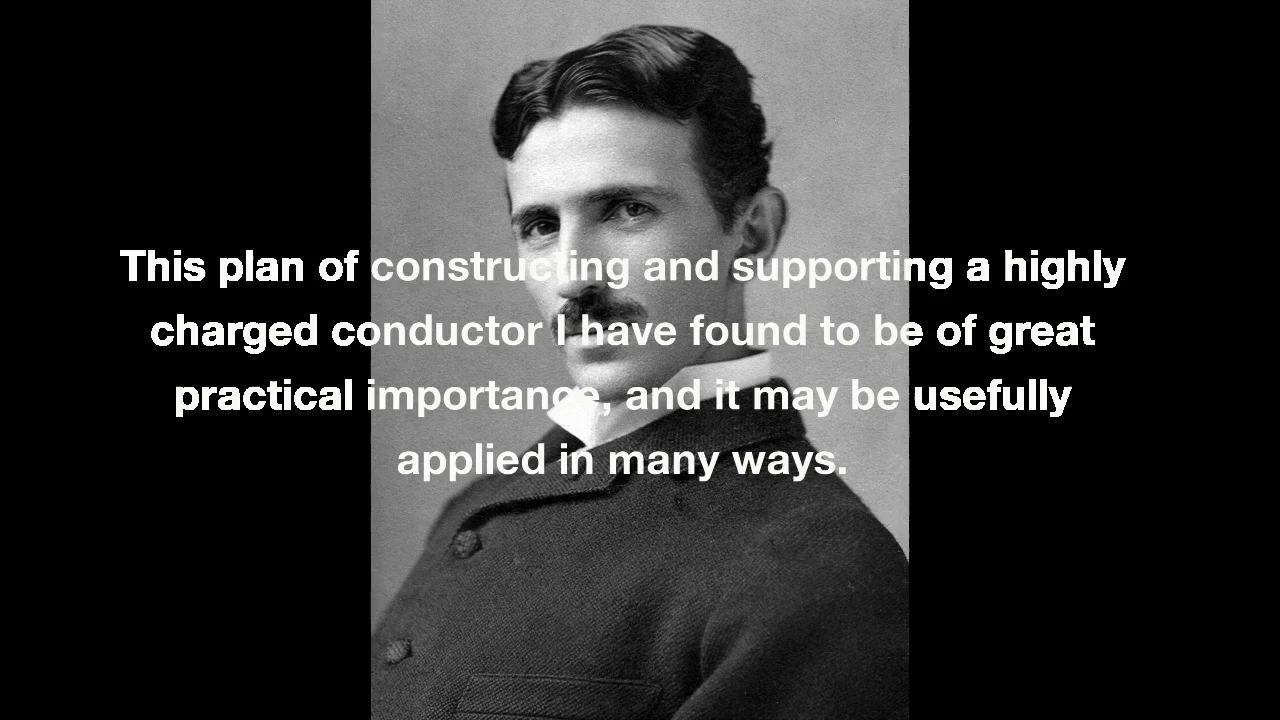 This plan of constructing and supporting a highly
charged conductor I have found to be of great
practical importance, and it may be usefully
applied in many ways.